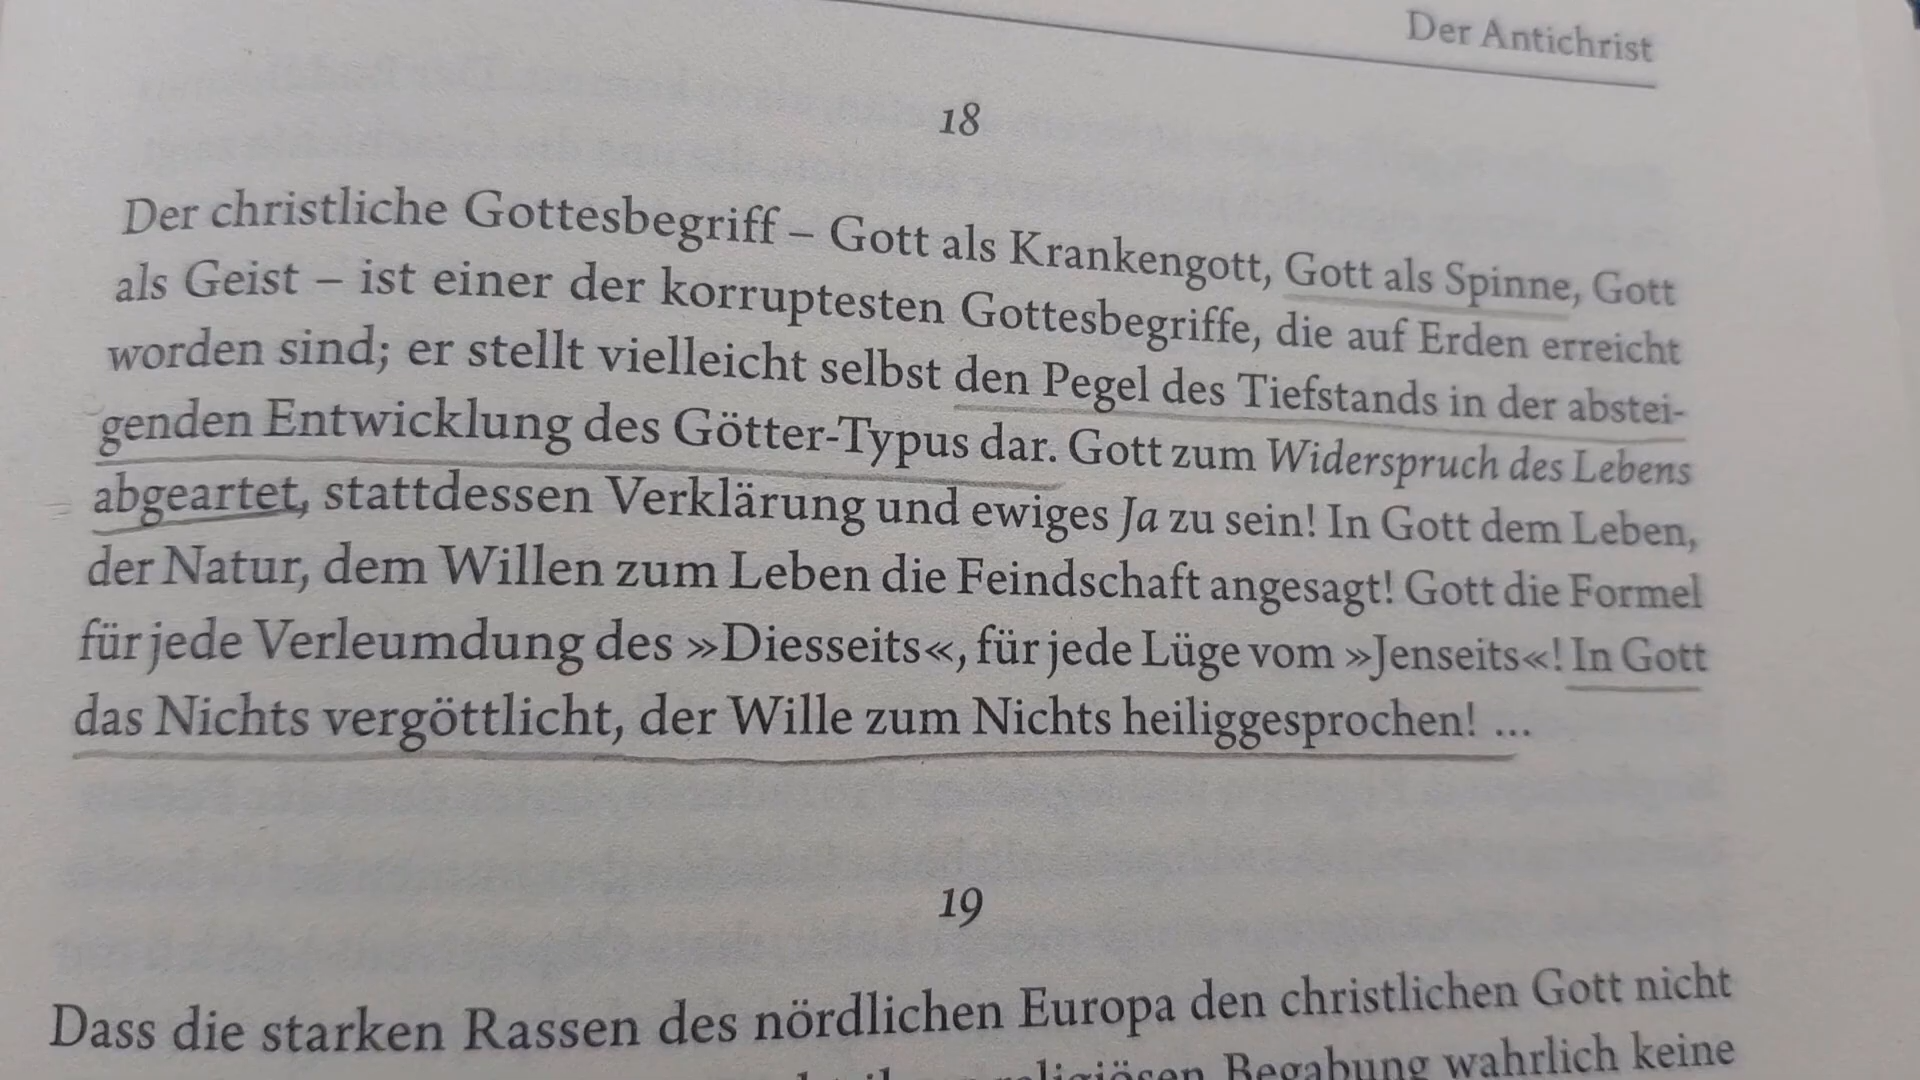 Der Antichrist
18
Der christliche Gottesbegriff – Gott als Krankengott, Gott als Spinne, Gott
als Geist – ist einer der korruptesten Gottesbegriffe, die auf Erden erreicht
worden sind; er stellt vielleicht selbst den Pegel des Tiefstands in der abstei-
genden Entwicklung des Götter-Typus dar. Gott zum Widerspruch des Lebens
abgeartet, stattdessen Verklärung und ewiges Ja zu sein! In Gott dem Leben,
der Natur, dem Willen zum Leben die Feindschaft angesagt! Gott die Formel
für jede Verleumdung des »Diesseits«, für jede Lüge vom »Jenseits«! In Gott
das Nichts vergöttlicht, der Wille zum Nichts heiliggesprochen! ...
19
Dass die starken Rassen des nördlichen Europa den christlichen Gott nicht
religiösen Begabung wahrlich keine